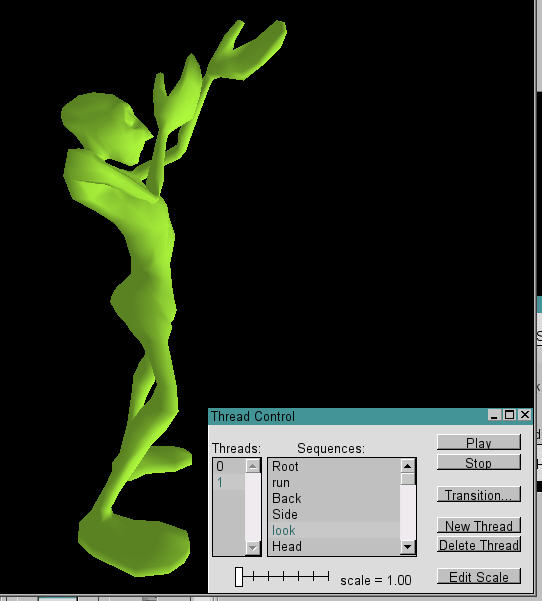 Thread Control
Threads:
Sequences:
0
1
Root
run
Back
Side
look
Head
Play
Stop
Transition...
New Thread
Delete Thread
scale = 1.00
Edit Scale